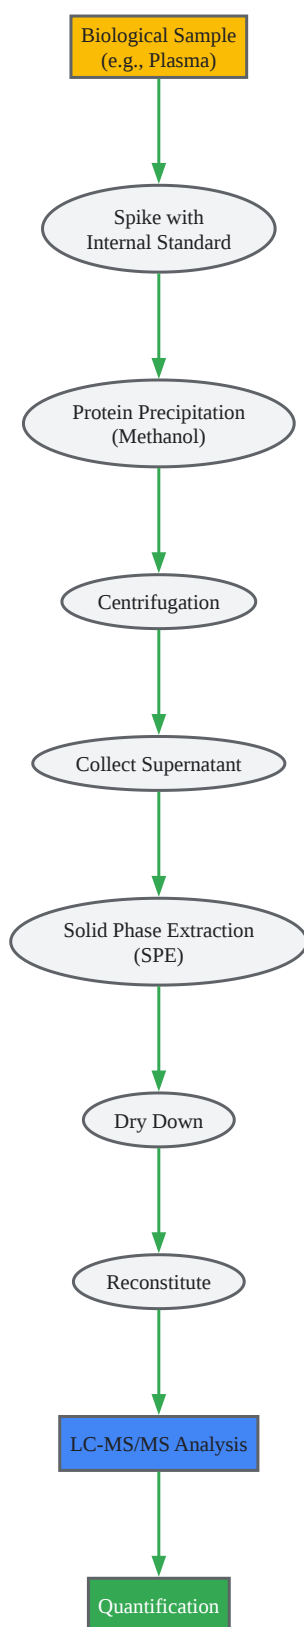 Biological Sample
(e.g., Plasma)
Spike with
Internal Standard
Protein Precipitation
(Methanol)
Centrifugation
Collect Supernatant
Solid Phase Extraction
(SPE)
Dry Down
Reconstitute
LC-MS/MS Analysis
Quantification